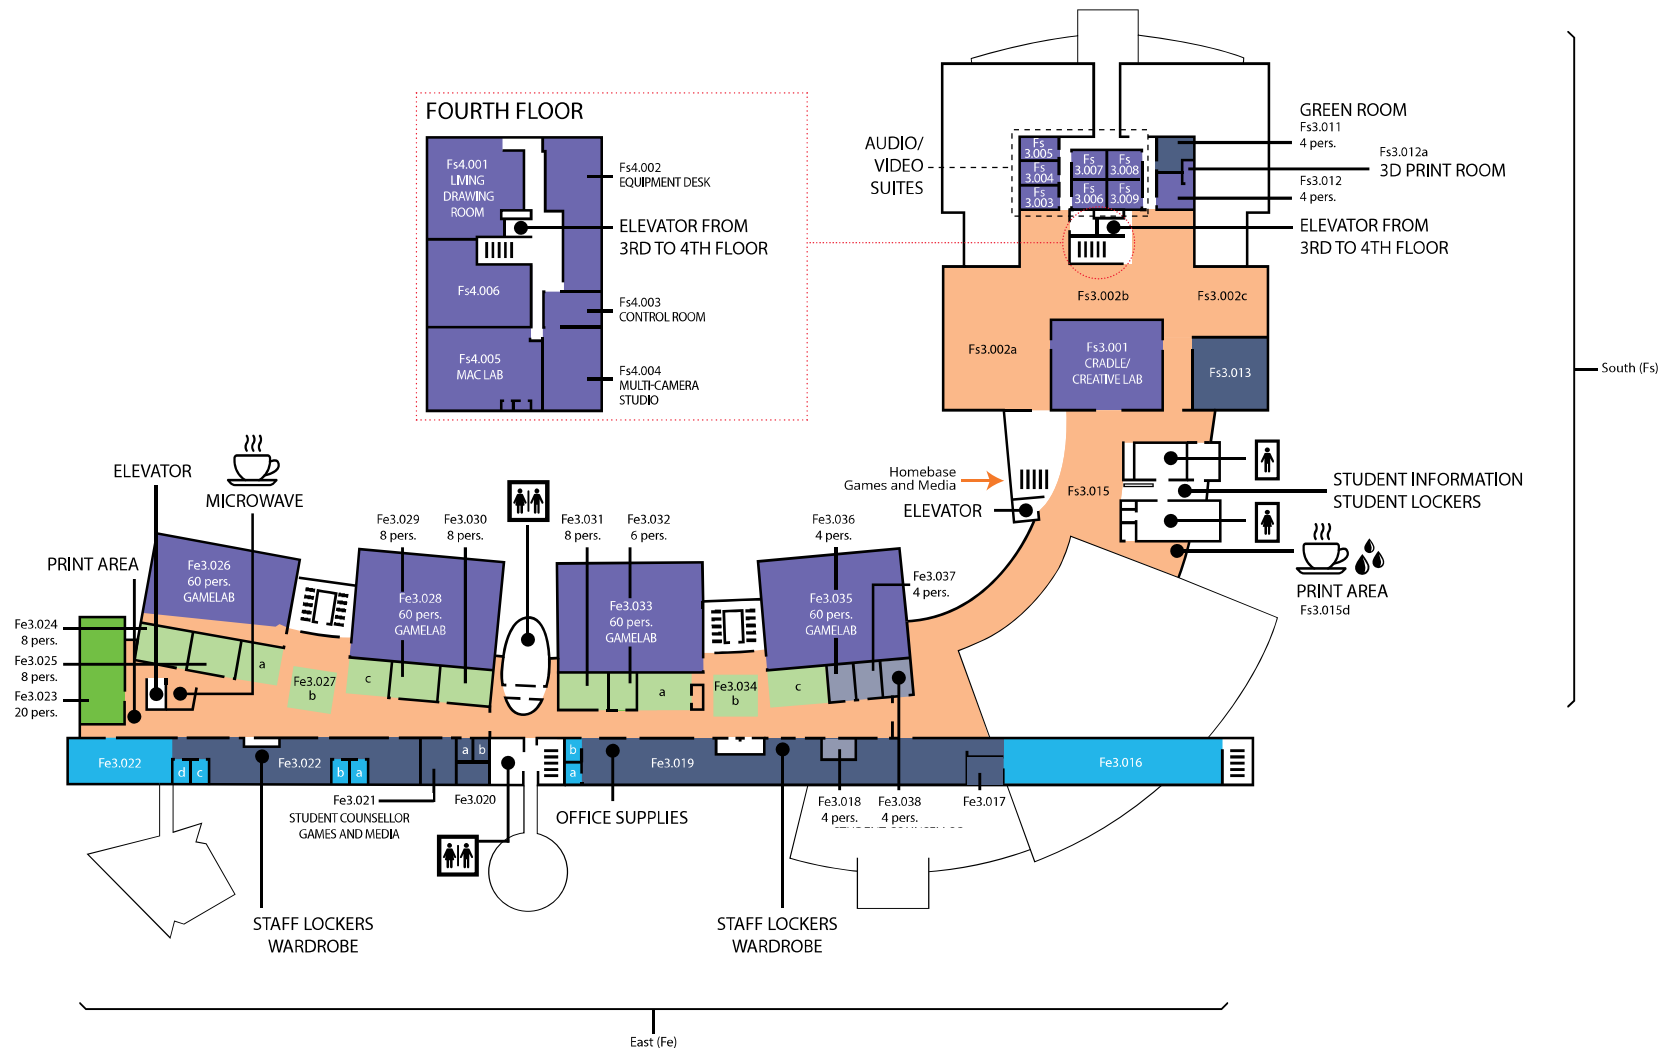 FOURTH FLOOR
Fs4.001
LIVING
DRAWING
ROOM
Fs4.002
EQUIPMENT DESK
ELEVATOR FROM
3RD TO 4TH FLOOR
Fs4.006
Fs4.003
CONTROL ROOM
Fs4.005
MAC LAB
Fs4.004
MULTI-CAMERA
STUDIO
AUDIO/
VIDEO
SUITES
Fs
3.005
Fs
3.004
Fs
3.003
Fs
3.007
Fs
3.008
Fs
3.006
Fs
3.009
GREEN ROOM
Fs3.011
4 pers.
Fs3.012a
3D PRINT ROOM
Fs3.012
4 pers.
ELEVATOR FROM
3RD TO 4TH FLOOR
Fs3.002b
Fs3.002c
Fs3.002a
Fs3.001
CRADLE/
CREATIVE LAB
Fs3.013
South (Fs)
Homebase
Games and Media
ELEVATOR
Fs3.015
STUDENT INFORMATION
STUDENT LOCKERS
PRINT AREA
Fs3.015d
ELEVATOR
MICROWAVE
PRINT AREA
Fe3.026
60 pers.
GAMELAB
Fe3.029
8 pers.
Fe3.030
8 pers.
Fe3.028
60 pers.
GAMELAB
Fe3.031
8 pers.
Fe3.032
6 pers.
Fe3.033
60 pers.
GAMELAB
Fe3.036
4 pers.
Fe3.035
60 pers.
GAMELAB
Fe3.037
4 pers.
Fe3.024
8 pers.
Fe3.025
8 pers.
Fe3.023
20 pers.
a
Fe3.027
b
c
a
Fe3.034
b
c
Fe3.022
d
c
Fe3.022
b
a
a
b
b
a
Fe3.019
Fe3.016
Fe3.021
STUDENT COUNSELLOR
GAMES AND MEDIA
Fe3.020
OFFICE SUPPLIES
Fe3.018
4 pers.
Fe3.038
4 pers.
Fe3.017
STAFF LOCKERS
WARDROBE
STAFF LOCKERS
WARDROBE
East (Fe)